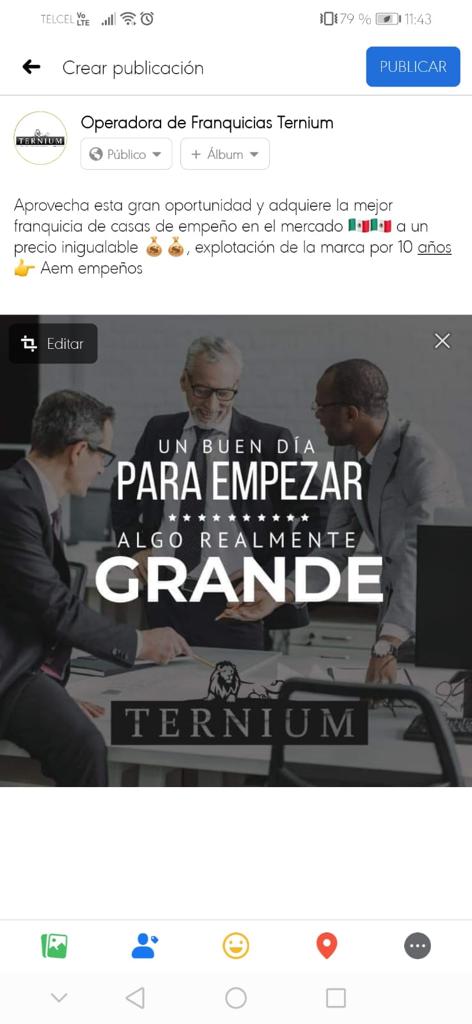 TELCEL Vo LTE 79 % 11:43
Crear publicación PUBLICAR
Operadora de Franquicias Ternium
TERNIUM
Público + Álbum
Aprovecha esta gran oportunidad y adquiere la mejor
franquicia de casas de empeño en el mercado 🇲🇽🇲🇽 a un
precio inigualable 💰💰, explotación de la marca por 10 años
👉 Aem empeños
Editar
UN BUEN DÍA
PARA EMPEZAR
ALGO REALMENTE
GRANDE
TERNIUM